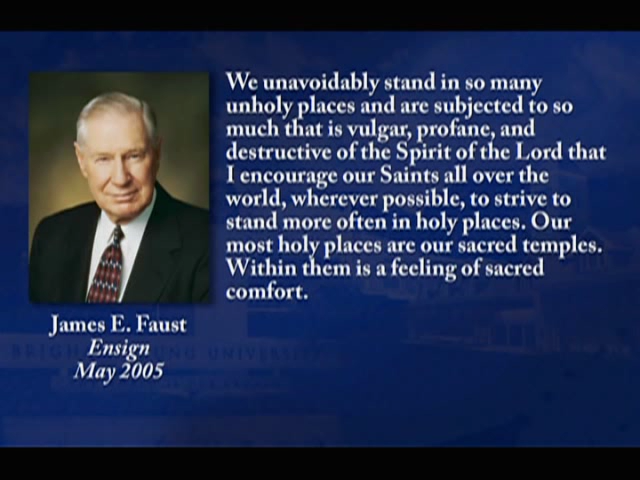 We unavoidably stand in so many
unholy places and are subjected to so
much that is vulgar, profane, and
destructive of the Spirit of the Lord that
I encourage our Saints all over the
world, wherever possible, to strive to
stand more often in holy places. Our
most holy places are our sacred temples.
Within them is a feeling of sacred
comfort.
James E. Faust
Ensign
May 2005
UNIVERSITY